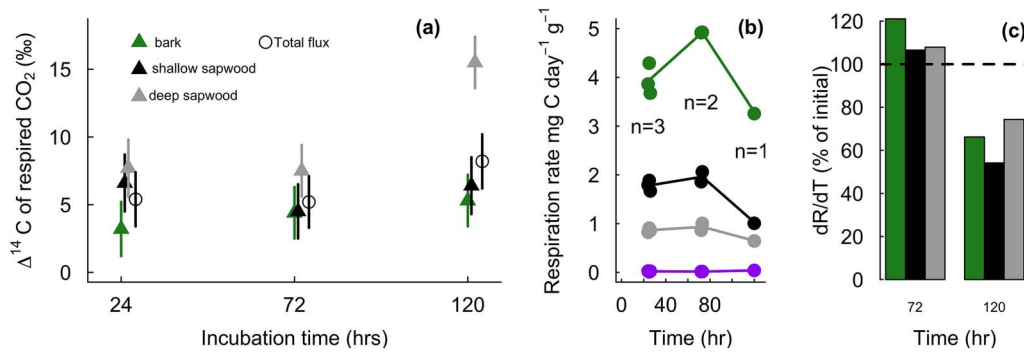 (a)
bark
Total flux
shallow sapwood
deep sapwood
Δ¹⁴ C of respired CO₂ (‰)
15
10
5
0
24
72
120
Incubation time (hrs)
(b)
Respiration rate mg C day⁻¹ g⁻¹
5
4
3
2
1
0
n=3
n=2
n=1
0
40
80
Time (hr)
(c)
dR/dT (% of initial)
120
100
80
60
40
20
0
72
120
Time (hr)